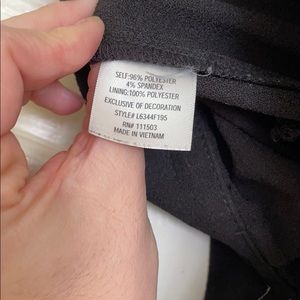 SELF:96% POLYESTER
4% SPANDEX
LINING:100% POLYESTER
EXCLUSIVE OF DECORATION
STYLE# L6344F195
RN# 111503
MADE IN VIETNAM